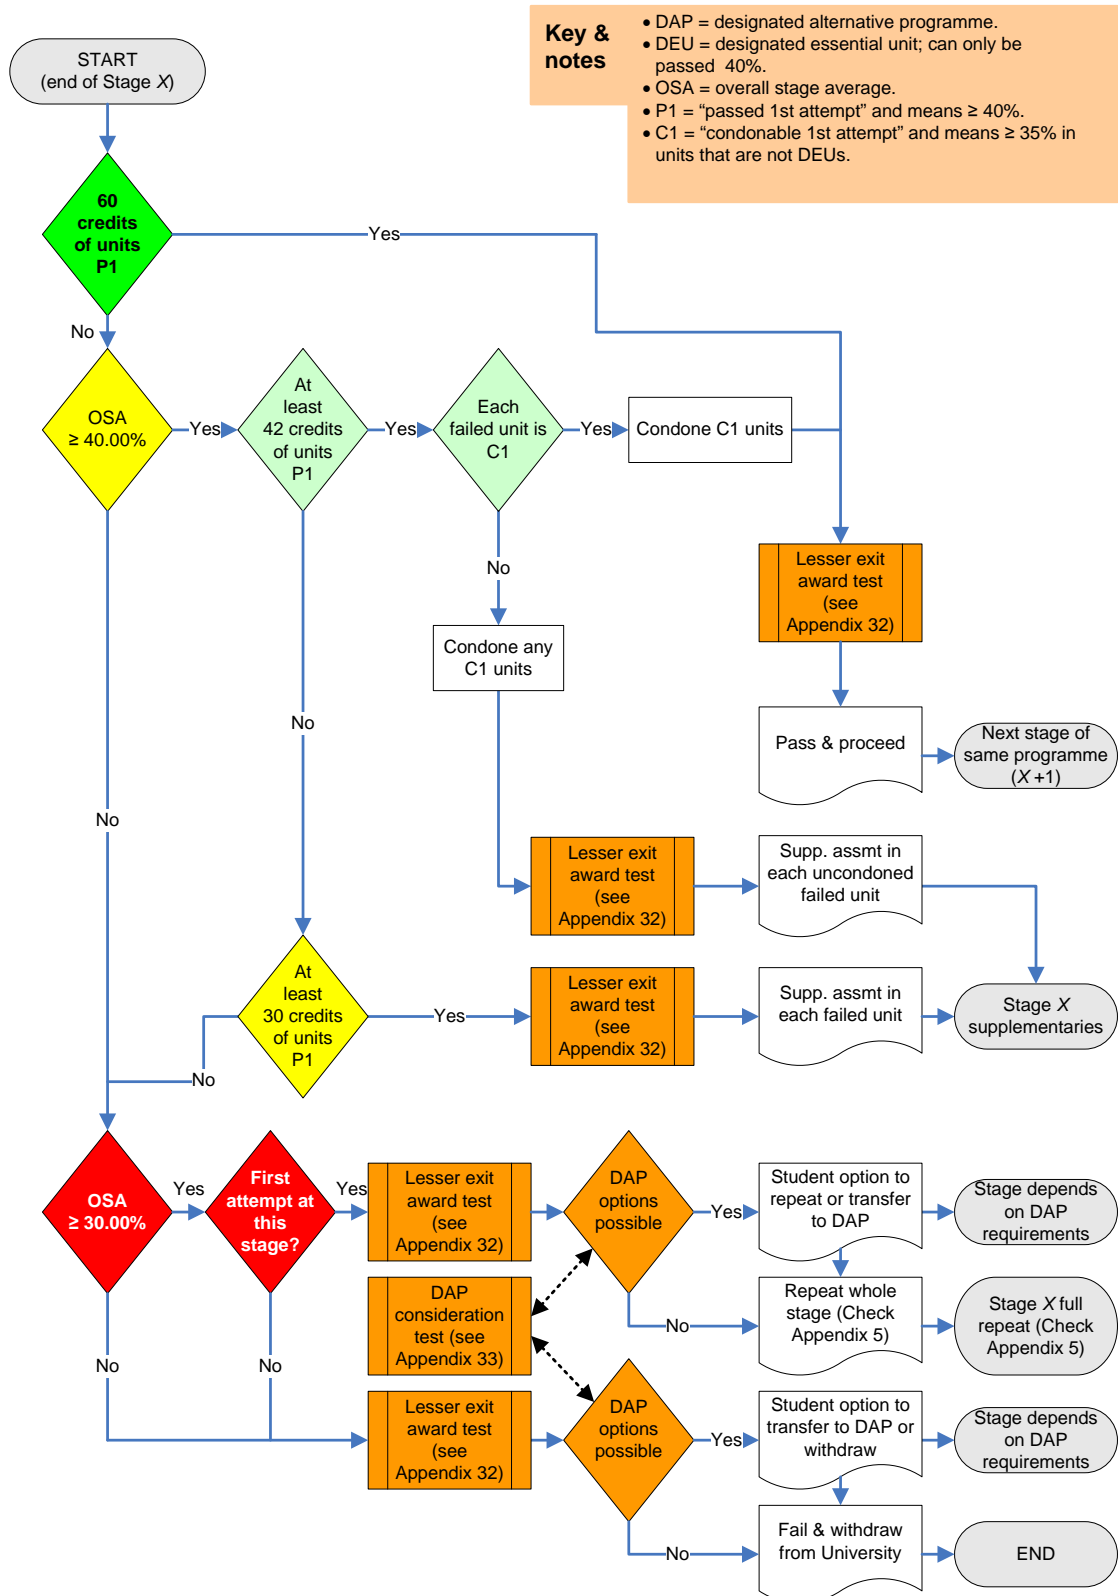 Key &
notes
• DAP = designated alternative programme.
• DEU = designated essential unit; can only be
passed 40%.
• OSA = overall stage average.
• P1 = “passed 1st attempt” and means ≥ 40%.
• C1 = “condonable 1st attempt” and means ≥ 35% in
units that are not DEUs.
START
(end of Stage X)
60
credits
of units
P1
Yes
No
OSA
≥ 40.00%
Yes
At
least
42 credits
of units
P1
Yes
Each
failed unit is
C1
Yes
Condone C1 units
No
Condone any
C1 units
Lesser exit
award test
(see
Appendix 32)
Pass & proceed
Next stage of
same programme
(X +1)
No
No
Lesser exit
award test
(see
Appendix 32)
Supp. assmt in
each uncondoned
failed unit
At
least
30 credits
of units
P1
Yes
Lesser exit
award test
(see
Appendix 32)
Supp. assmt in
each failed unit
Stage X
supplementaries
No
OSA
≥ 30.00%
Yes
First
attempt at
this
stage?
Yes
Lesser exit
award test
(see
Appendix 32)
DAP
options
possible
Yes
Student option to
repeat or transfer
to DAP
Stage depends
on DAP
requirements
DAP
consideration
test (see
Appendix 33)
No
Repeat whole
stage (Check
Appendix 5)
Stage X full
repeat (Check
Appendix 5)
No
No
Lesser exit
award test
(see
Appendix 32)
DAP
options
possible
Yes
Student option to
transfer to DAP or
withdraw
Stage depends
on DAP
requirements
No
Fail & withdraw
from University
END